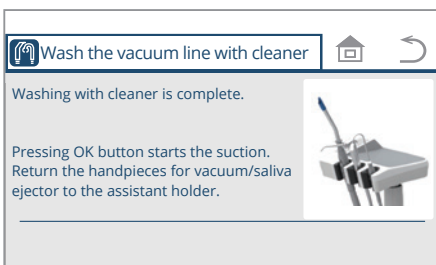 Wash the vacuum line with cleaner
Washing with cleaner is complete.
Pressing OK button starts the suction.
Return the handpieces for vacuum/saliva
ejector to the assistant holder.